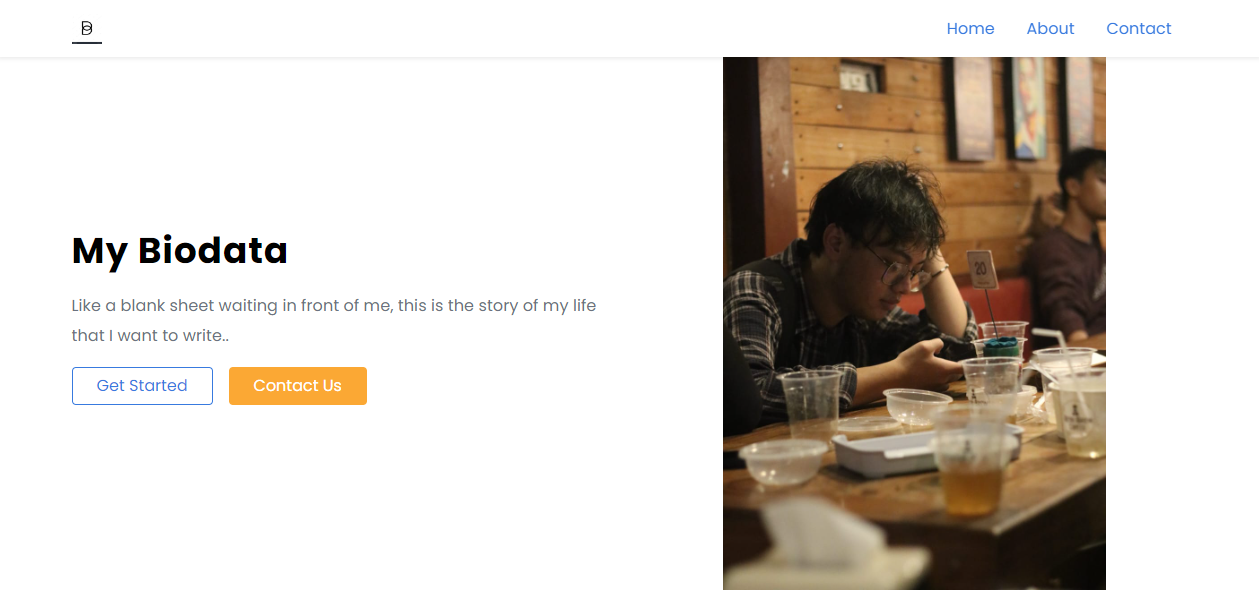 Home About Contact
My Biodata
Like a blank sheet waiting in front of me, this is the story of my life
that I want to write..
Get Started Contact Us
20